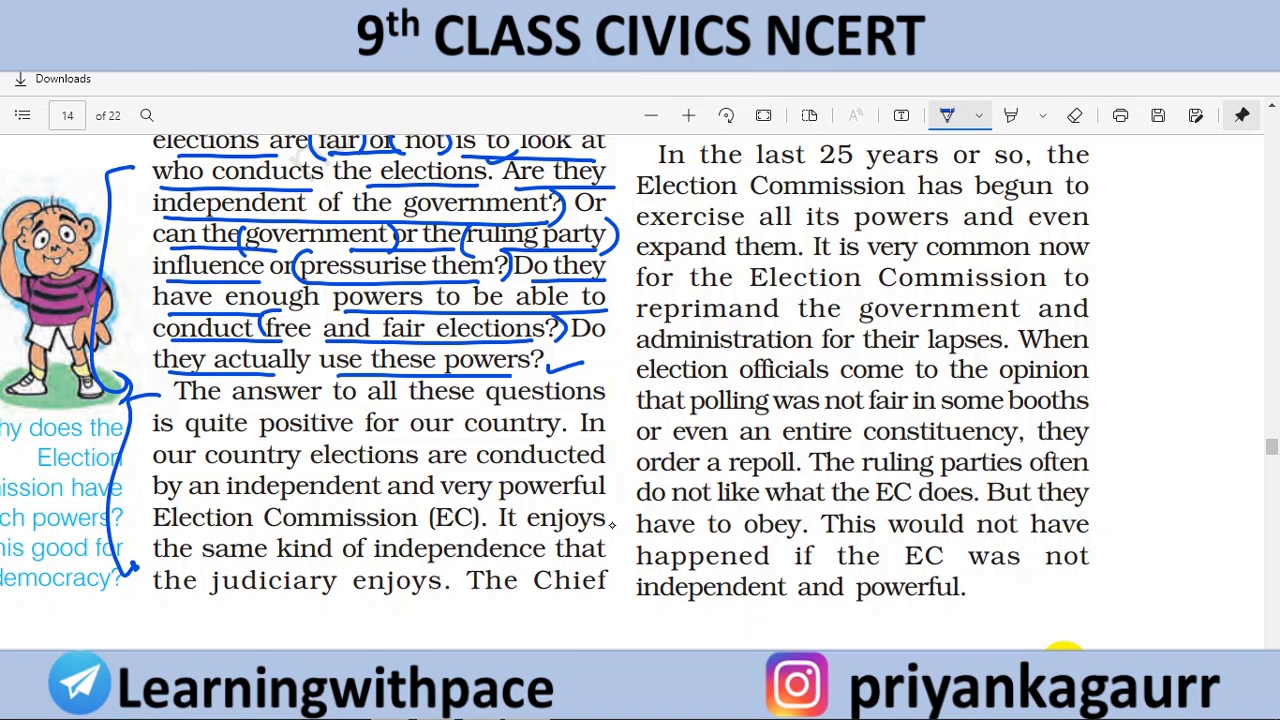 9th CLASS CIVICS NCERT
Downloads
14 of 22
elections are fair or not is to look at
who conducts the elections. Are they
independent of the government? Or
can the government or the ruling party
influence or pressurise them? Do they
have enough powers to be able to
conduct free and fair elections? Do
they actually use these powers?
The answer to all these questions
is quite positive for our country. In
our country elections are conducted
by an independent and very powerful
Election Commission (EC). It enjoys
the same kind of independence that
the judiciary enjoys. The Chief
hy does the
Election
ission have
ch powers?
his good for
democracy?
In the last 25 years or so, the
Election Commission has begun to
exercise all its powers and even
expand them. It is very common now
for the Election Commission to
reprimand the government and
administration for their lapses. When
election officials come to the opinion
that polling was not fair in some booths
or even an entire constituency, they
order a repoll. The ruling parties often
do not like what the EC does. But they
have to obey. This would not have
happened if the EC was not
independent and powerful.
Learningwithpace
priyankagaurr